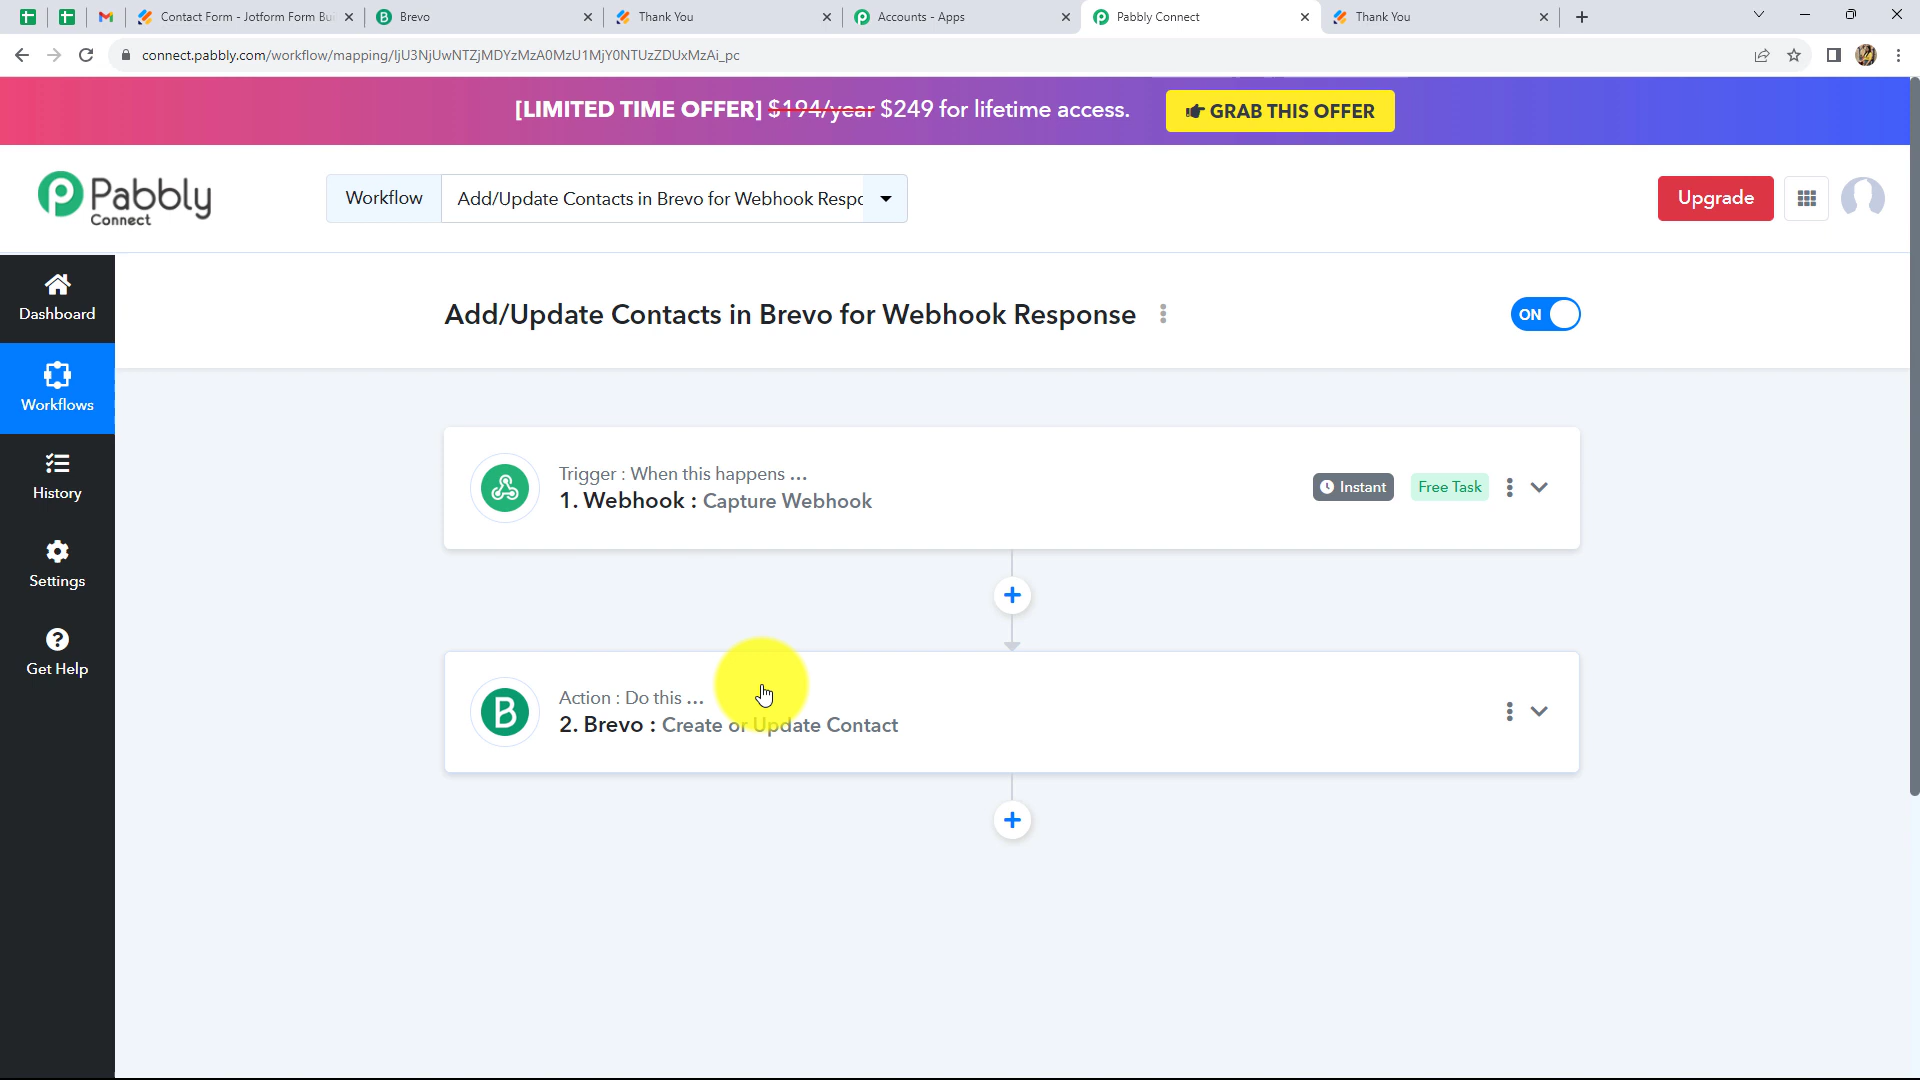 Contact Form - Jotform Form Bui
Brevo
Thank You
Accounts - Apps
Pabbly Connect
Thank You
connect.pabbly.com/workflow/mapping/IjU3NjUwNTZjMDYzMzA0MzU1MjY0NTUzZDUxMzAi_pc
[LIMITED TIME OFFER] $194/year $249 for lifetime access.
GRAB THIS OFFER
Pabbly
Connect
Workflow
Add/Update Contacts in Brevo for Webhook Respo
Upgrade
Dashboard
Workflows
History
Settings
Get Help
Add/Update Contacts in Brevo for Webhook Response
ON
Trigger : When this happens ...
1. Webhook : Capture Webhook
Instant
Free Task
Action : Do this ...
2. Brevo : Create or Update Contact